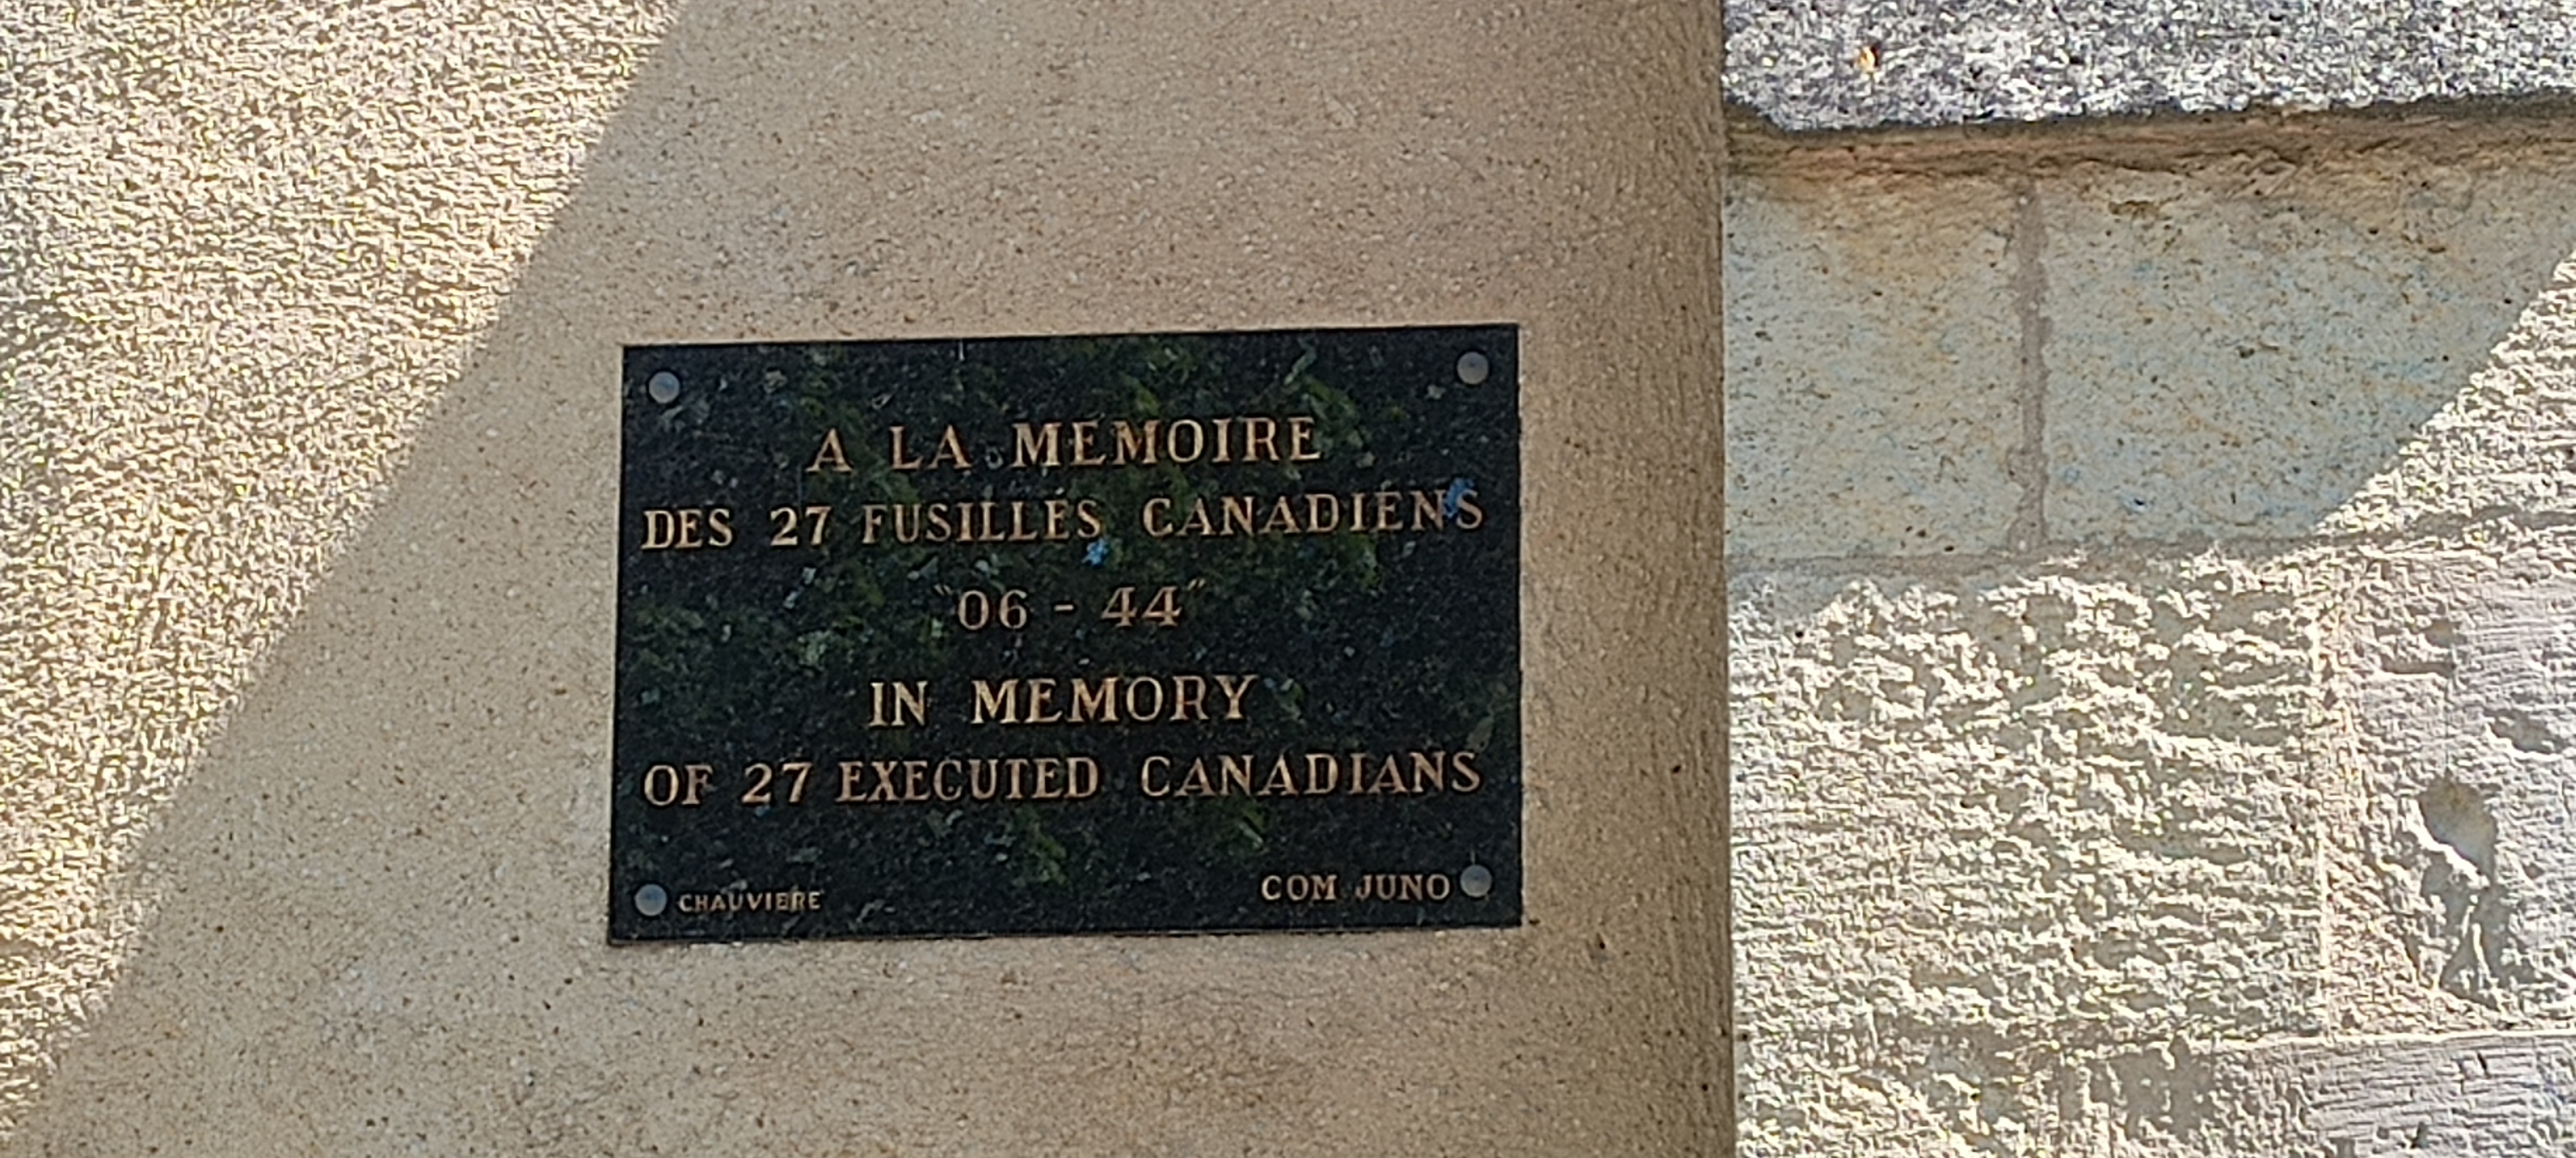 A LA MEMOIRE
DES 27 FUSILLÉS CANADIENS
"06 - 44"
IN MEMORY
OF 27 EXECUTED CANADIANS
CHAUVIERE
COM JUNO